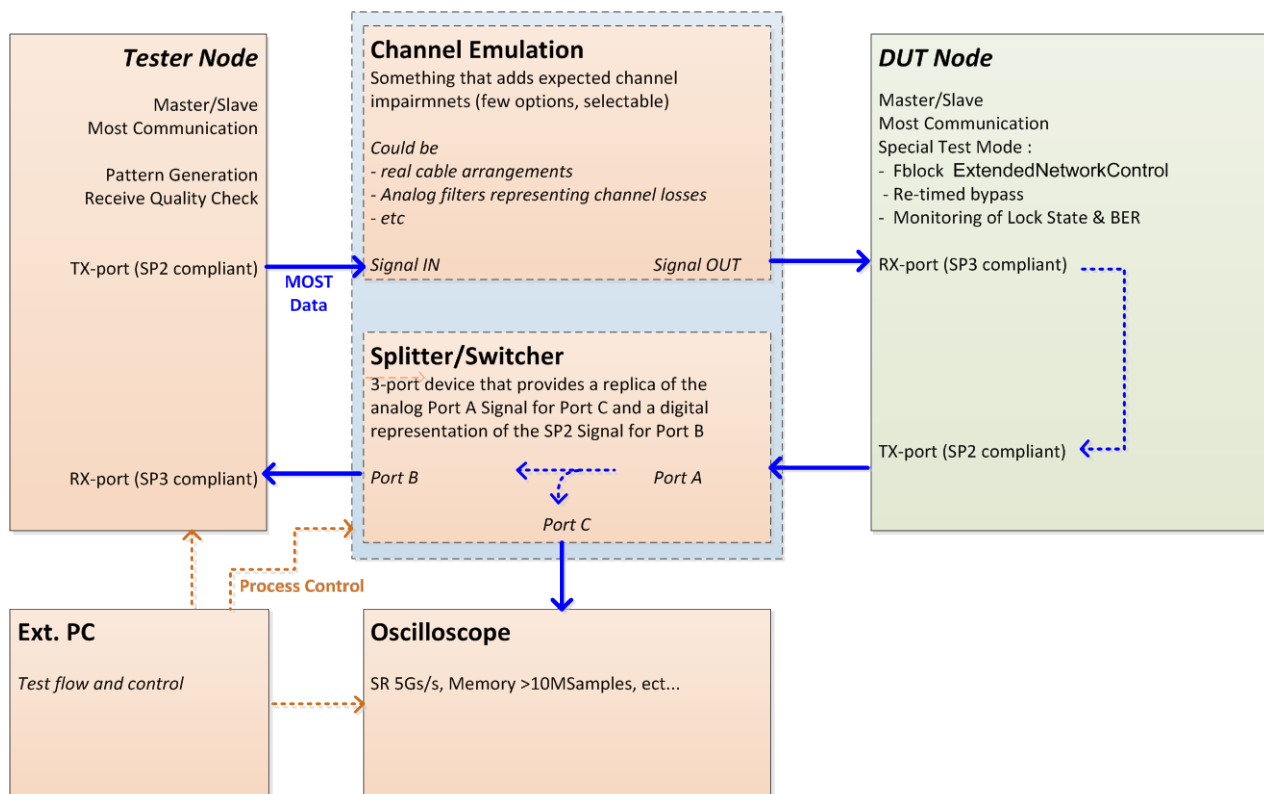 Tester Node
Master/Slave
Most Communication
Pattern Generation
Receive Quality Check
TX-port (SP2 compliant)
RX-port (SP3 compliant)
MOST
Data
Channel Emulation
Something that adds expected channel
impairmnets (few options, selectable)
Could be
- real cable arrangements
- Analog filters representing channel losses
- etc
Signal IN
Signal OUT
Splitter/Switcher
3-port device that provides a replica of the
analog Port A Signal for Port C and a digital
representation of the SP2 Signal for Port B
Port B
Port A
Port C
DUT Node
Master/Slave
Most Communication
Special Test Mode :
- Fblock ExtendedNetworkControl
- Re-timed bypass
- Monitoring of Lock State & BER
RX-port (SP3 compliant)
TX-port (SP2 compliant)
Process Control
Ext. PC
Test flow and control
Oscilloscope
SR 5Gs/s, Memory >10MSamples, ect...